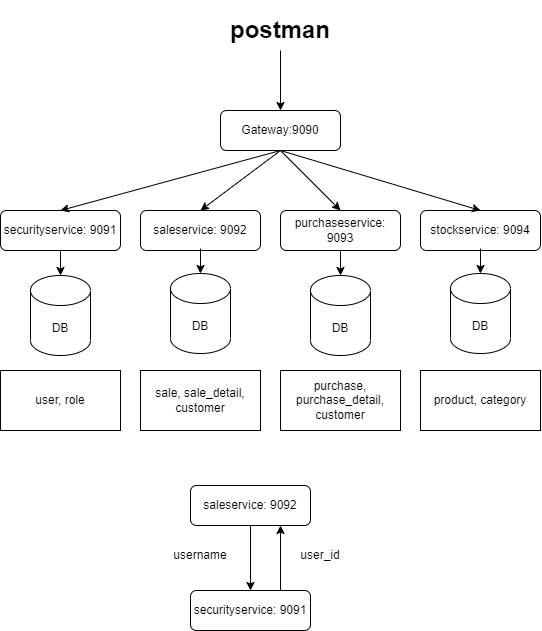 postman
Gateway:9090
securityservice: 9091
saleservice: 9092
purchaseservice:
9093
stockservice: 9094
DB
DB
DB
DB
user, role
sale, sale_detail,
customer
purchase,
purchase_detail,
customer
product, category
saleservice: 9092
username
user_id
securityservice: 9091